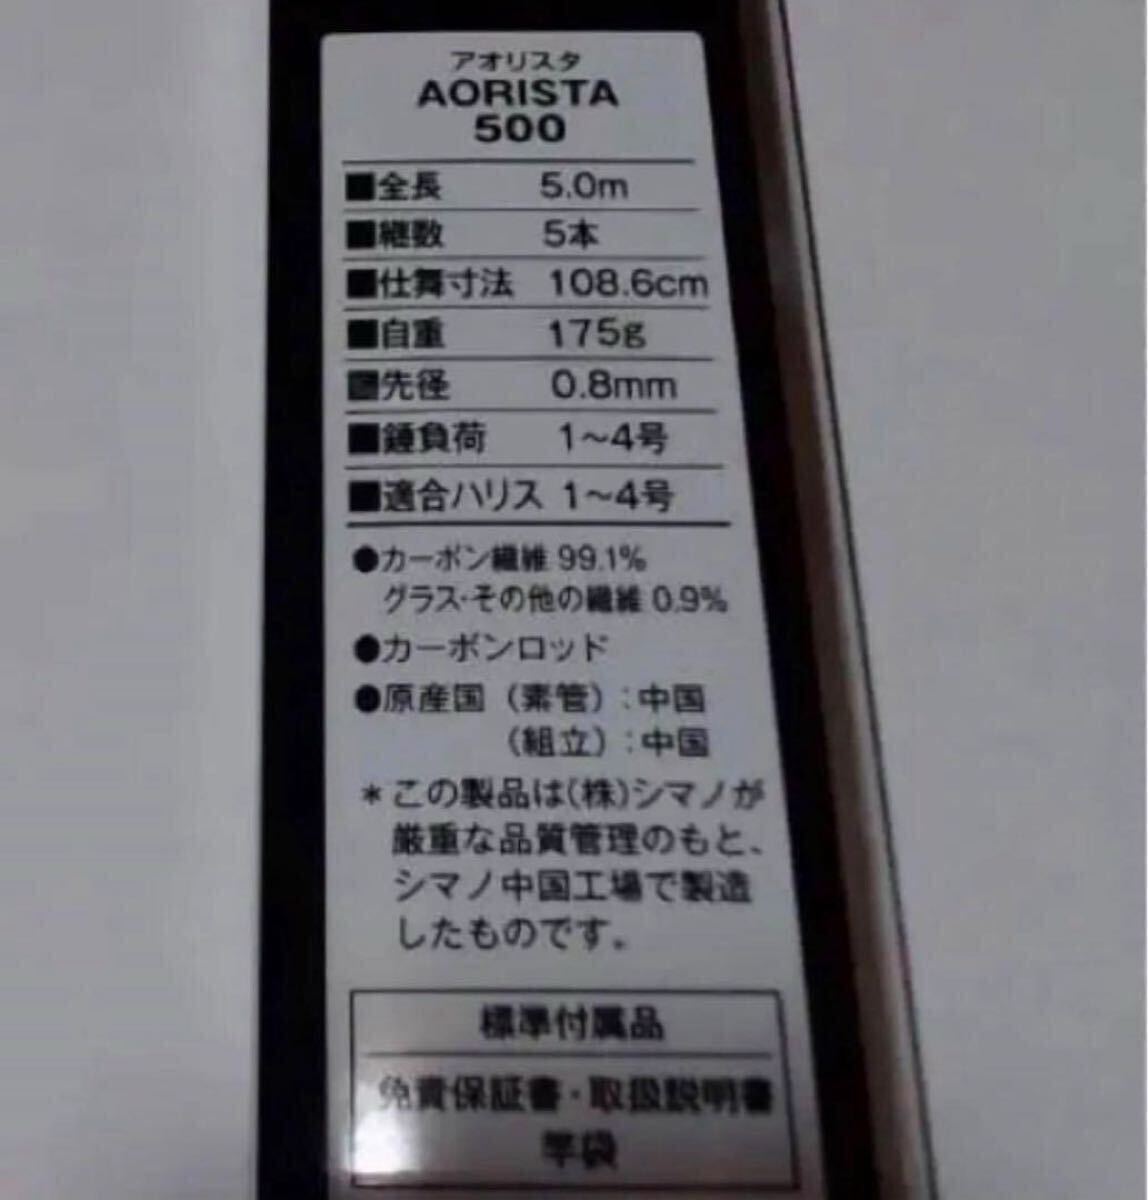 アオリスタ
AORISTA
500
■全長 5.0m
■継数 5本
■仕舞寸法 108.6cm
■自重 175g
■先径 0.8mm
■錘負荷 1〜4号
■適合ハリス 1〜4号
●カーボン繊維 99.1%
グラス・その他の繊維 0.9%
●カーボンロッド
●原産国（素管）：中国
（組立）：中国
＊この製品は(株)シマノが
厳重な品質管理のもと、
シマノ中国工場で製造
したものです。
標準付属品
免責保証書・取扱説明書
竿袋